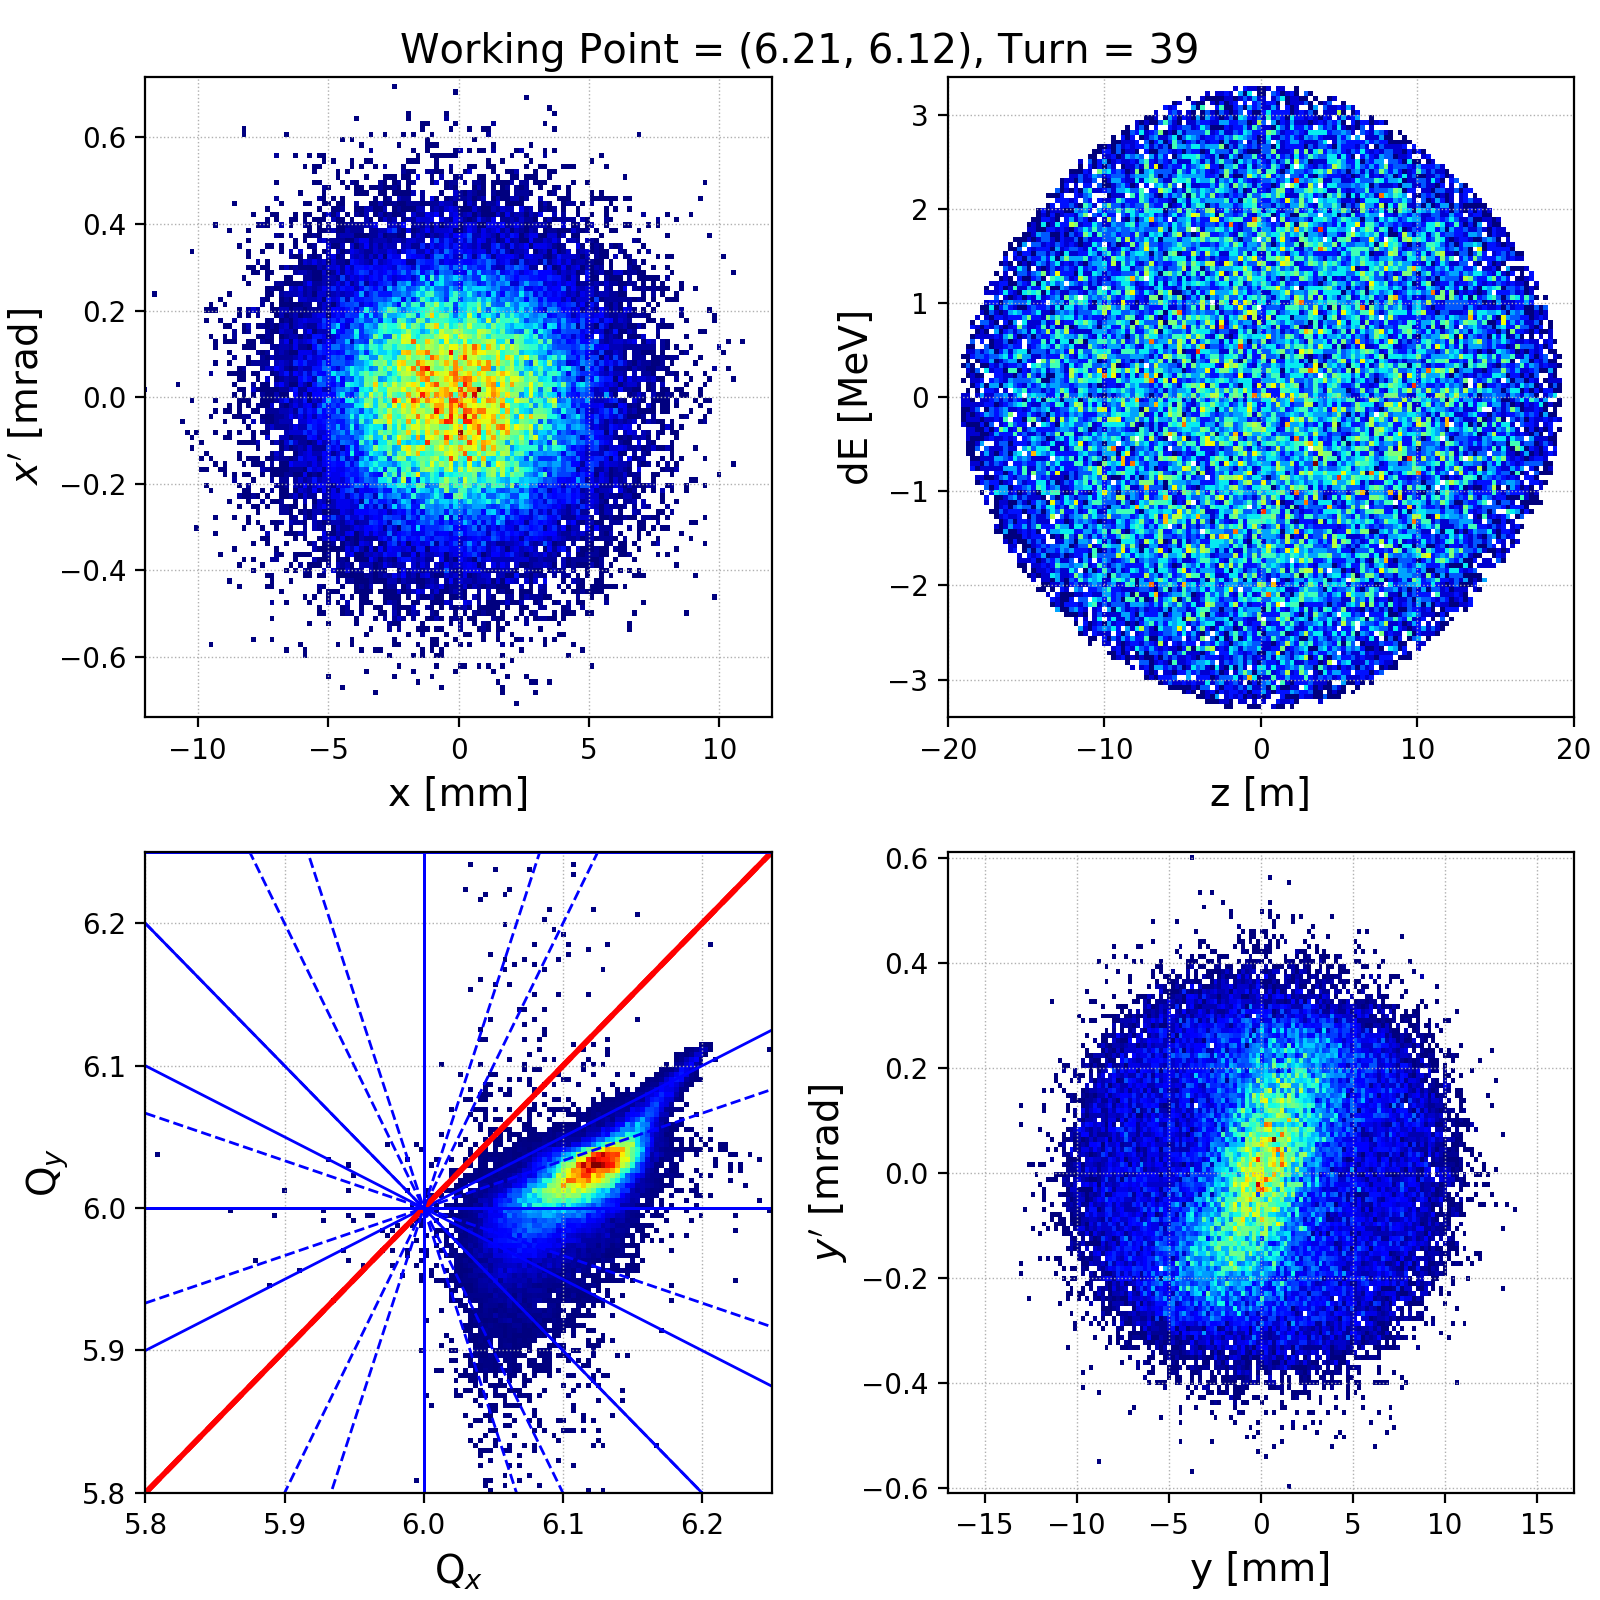 Working Point = (6.21, 6.12), Turn = 39
0.6
0.4
0.2
0.0
−0.2
−0.4
−0.6
x′ [mrad]
−10 −5 0 5 10
x [mm]
3
2
1
0
−1
−2
−3
dE [MeV]
−20 −10 0 10 20
z [m]
6.2
6.1
6.0
5.9
5.8
Qy
5.8 5.9 6.0 6.1 6.2
Qx
0.6
0.4
0.2
0.0
−0.2
−0.4
−0.6
y′ [mrad]
−15 −10 −5 0 5 10 15
y [mm]